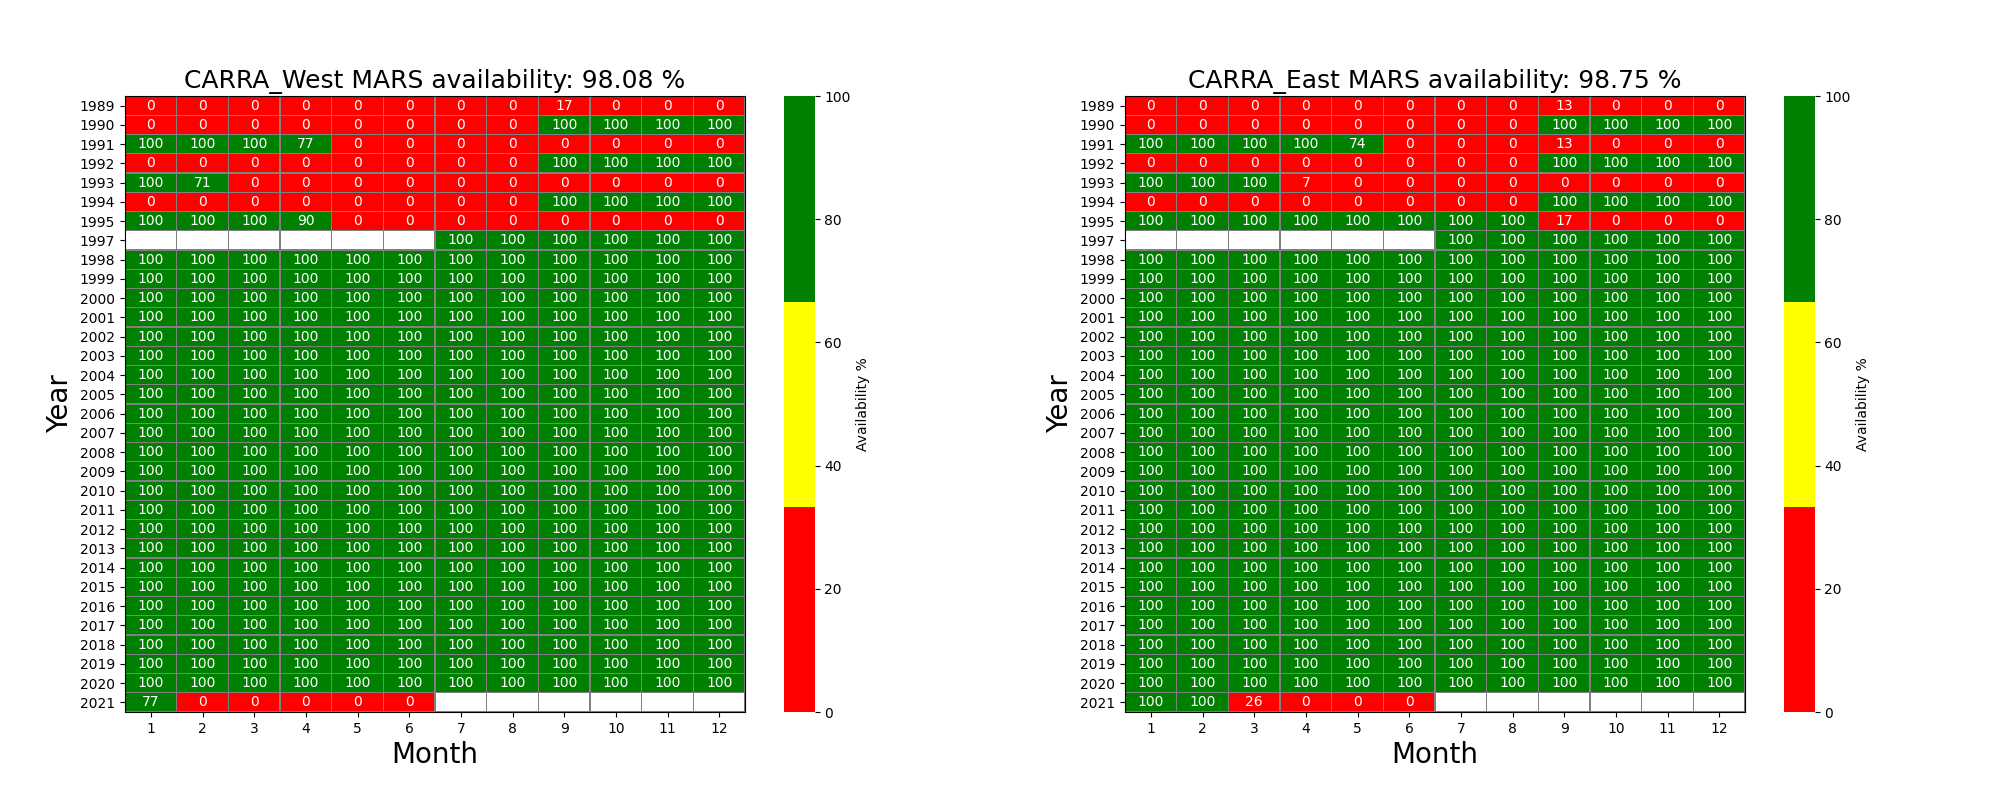 CARRA_West MARS availability: 98.08 %
1989 0 0 0 0 0 0 0 0 17 0 0 0
1990 0 0 0 0 0 0 0 0 100 100 100 100
1991 100 100 100 77 0 0 0 0 0 0 0 0
1992 0 0 0 0 0 0 0 0 100 100 100 100
1993 100 71 0 0 0 0 0 0 0 0 0 0
1994 0 0 0 0 0 0 0 0 100 100 100 100
1995 100 100 100 90 0 0 0 0 0 0 0 0
1997 100 100 100 100 100 100
1998 100 100 100 100 100 100 100 100 100 100 100 100
1999 100 100 100 100 100 100 100 100 100 100 100 100
2000 100 100 100 100 100 100 100 100 100 100 100 100
2001 100 100 100 100 100 100 100 100 100 100 100 100
2002 100 100 100 100 100 100 100 100 100 100 100 100
2003 100 100 100 100 100 100 100 100 100 100 100 100
2004 100 100 100 100 100 100 100 100 100 100 100 100
2005 100 100 100 100 100 100 100 100 100 100 100 100
2006 100 100 100 100 100 100 100 100 100 100 100 100
2007 100 100 100 100 100 100 100 100 100 100 100 100
2008 100 100 100 100 100 100 100 100 100 100 100 100
2009 100 100 100 100 100 100 100 100 100 100 100 100
2010 100 100 100 100 100 100 100 100 100 100 100 100
2011 100 100 100 100 100 100 100 100 100 100 100 100
2012 100 100 100 100 100 100 100 100 100 100 100 100
2013 100 100 100 100 100 100 100 100 100 100 100 100
2014 100 100 100 100 100 100 100 100 100 100 100 100
2015 100 100 100 100 100 100 100 100 100 100 100 100
2016 100 100 100 100 100 100 100 100 100 100 100 100
2017 100 100 100 100 100 100 100 100 100 100 100 100
2018 100 100 100 100 100 100 100 100 100 100 100 100
2019 100 100 100 100 100 100 100 100 100 100 100 100
2020 100 100 100 100 100 100 100 100 100 100 100 100
2021 77 0 0 0 0 0
1 2 3 4 5 6 7 8 9 10 11 12
Month
Year
100
80
60
40
20
0
Availability %
CARRA_East MARS availability: 98.75 %
1989 0 0 0 0 0 0 0 0 13 0 0 0
1990 0 0 0 0 0 0 0 0 100 100 100 100
1991 100 100 100 100 74 0 0 0 13 0 0 0
1992 0 0 0 0 0 0 0 0 100 100 100 100
1993 100 100 100 7 0 0 0 0 0 0 0 0
1994 0 0 0 0 0 0 0 0 100 100 100 100
1995 100 100 100 100 100 100 100 100 17 0 0 0
1997 100 100 100 100 100 100
1998 100 100 100 100 100 100 100 100 100 100 100 100
1999 100 100 100 100 100 100 100 100 100 100 100 100
2000 100 100 100 100 100 100 100 100 100 100 100 100
2001 100 100 100 100 100 100 100 100 100 100 100 100
2002 100 100 100 100 100 100 100 100 100 100 100 100
2003 100 100 100 100 100 100 100 100 100 100 100 100
2004 100 100 100 100 100 100 100 100 100 100 100 100
2005 100 100 100 100 100 100 100 100 100 100 100 100
2006 100 100 100 100 100 100 100 100 100 100 100 100
2007 100 100 100 100 100 100 100 100 100 100 100 100
2008 100 100 100 100 100 100 100 100 100 100 100 100
2009 100 100 100 100 100 100 100 100 100 100 100 100
2010 100 100 100 100 100 100 100 100 100 100 100 100
2011 100 100 100 100 100 100 100 100 100 100 100 100
2012 100 100 100 100 100 100 100 100 100 100 100 100
2013 100 100 100 100 100 100 100 100 100 100 100 100
2014 100 100 100 100 100 100 100 100 100 100 100 100
2015 100 100 100 100 100 100 100 100 100 100 100 100
2016 100 100 100 100 100 100 100 100 100 100 100 100
2017 100 100 100 100 100 100 100 100 100 100 100 100
2018 100 100 100 100 100 100 100 100 100 100 100 100
2019 100 100 100 100 100 100 100 100 100 100 100 100
2020 100 100 100 100 100 100 100 100 100 100 100 100
2021 100 100 26 0 0 0
1 2 3 4 5 6 7 8 9 10 11 12
Month
Year
100
80
60
40
20
0
Availability %